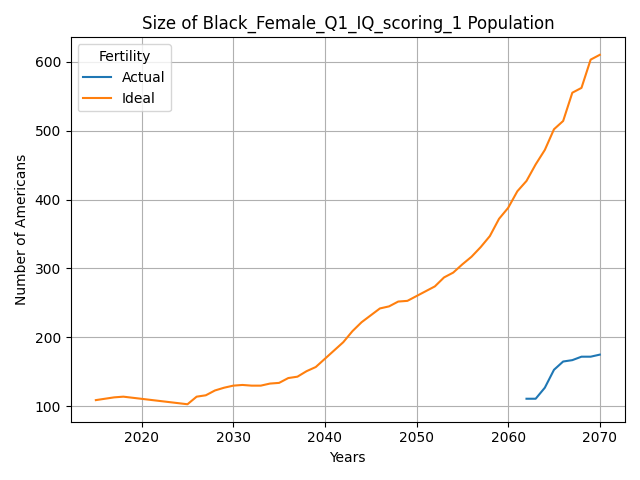 Size of Black_Female_Q1_IQ_scoring_1 Population
Fertility
Actual
Ideal
Number of Americans
600
500
400
300
200
100
2020 2030 2040 2050 2060 2070
Years